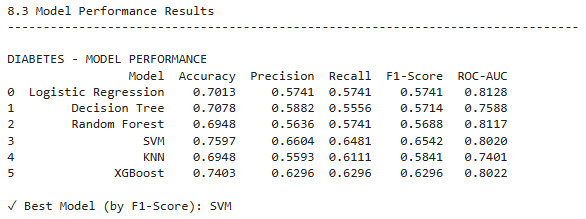 8.3 Model Performance Results
--------------------------------------------------------------------------------
DIABETES - MODEL PERFORMANCE
Model Accuracy Precision Recall F1-Score ROC-AUC
0 Logistic Regression 0.7013 0.5741 0.5741 0.5741 0.8128
1 Decision Tree 0.7078 0.5882 0.5556 0.5714 0.7588
2 Random Forest 0.6948 0.5636 0.5741 0.5688 0.8117
3 SVM 0.7597 0.6604 0.6481 0.6542 0.8020
4 KNN 0.6948 0.5593 0.6111 0.5841 0.7401
5 XGBoost 0.7403 0.6296 0.6296 0.6296 0.8022
✓ Best Model (by F1-Score): SVM